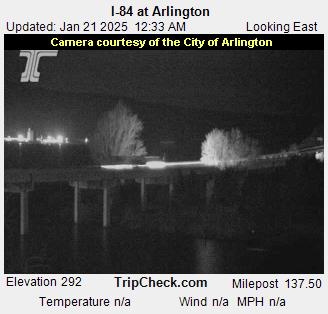 I-84 at Arlington
Updated: Jan 21 2025 12:33 AM Looking East
Camera courtesy of the City of Arlington
Elevation 292 TripCheck.com Milepost 137.50
Temperature n/a Wind n/a MPH n/a